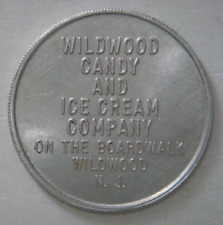 WILDWOOD
CANDY
AND
ICE CREAM
COMPANY
ON THE BOARDWALK
WILDWOOD
N. J.